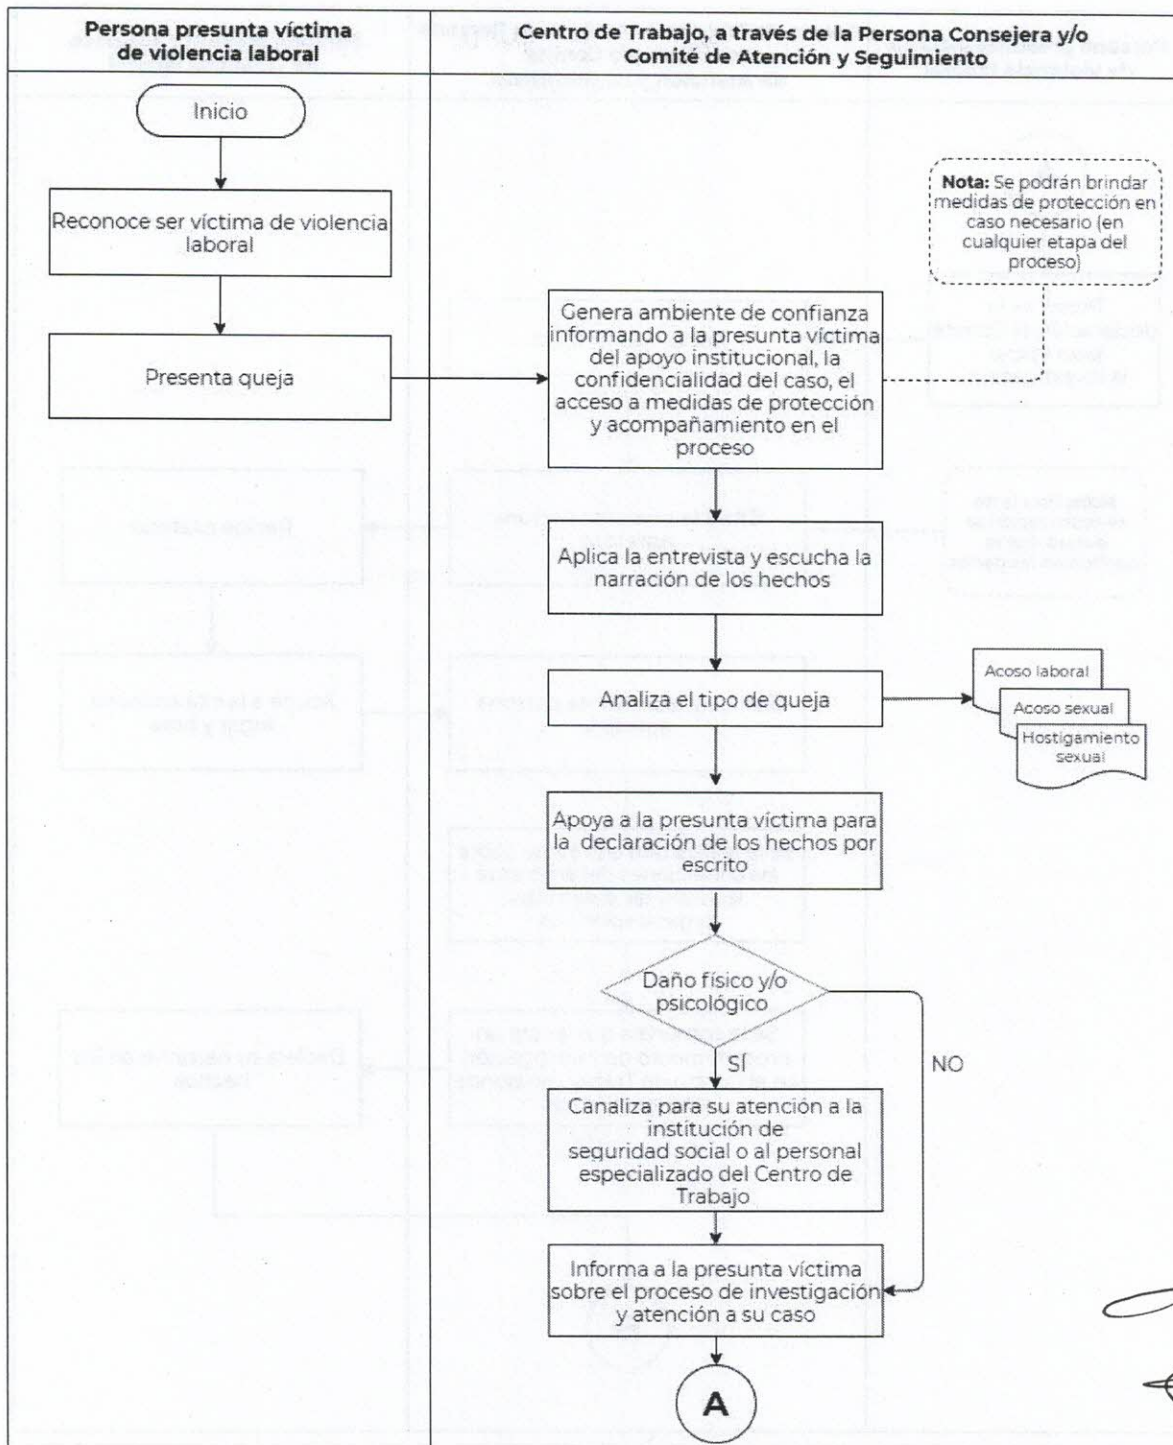 Persona presunta víctima
de violencia laboral
Centro de Trabajo, a través de la Persona Consejera y/o
Comité de Atención y Seguimiento
Inicio
Reconoce ser víctima de violencia
laboral
Presenta queja
Nota: Se podrán brindar
medidas de protección en
caso necesario (en
cualquier etapa del
proceso)
Genera ambiente de confianza
informando a la presunta víctima
del apoyo institucional, la
confidencialidad del caso, el
acceso a medidas de protección
y acompañamiento en el
proceso
Aplica la entrevista y escucha la
narración de los hechos
Analiza el tipo de queja
Acoso laboral
Acoso sexual
Hostigamiento
sexual
Apoya a la presunta víctima para
la declaración de los hechos por
escrito
Daño físico y/o
psicológico
SÍ
NO
Canaliza para su atención a la
institución de
seguridad social o al personal
especializado del Centro de
Trabajo
Informa a la presunta víctima
sobre el proceso de investigación
y atención a su caso
A